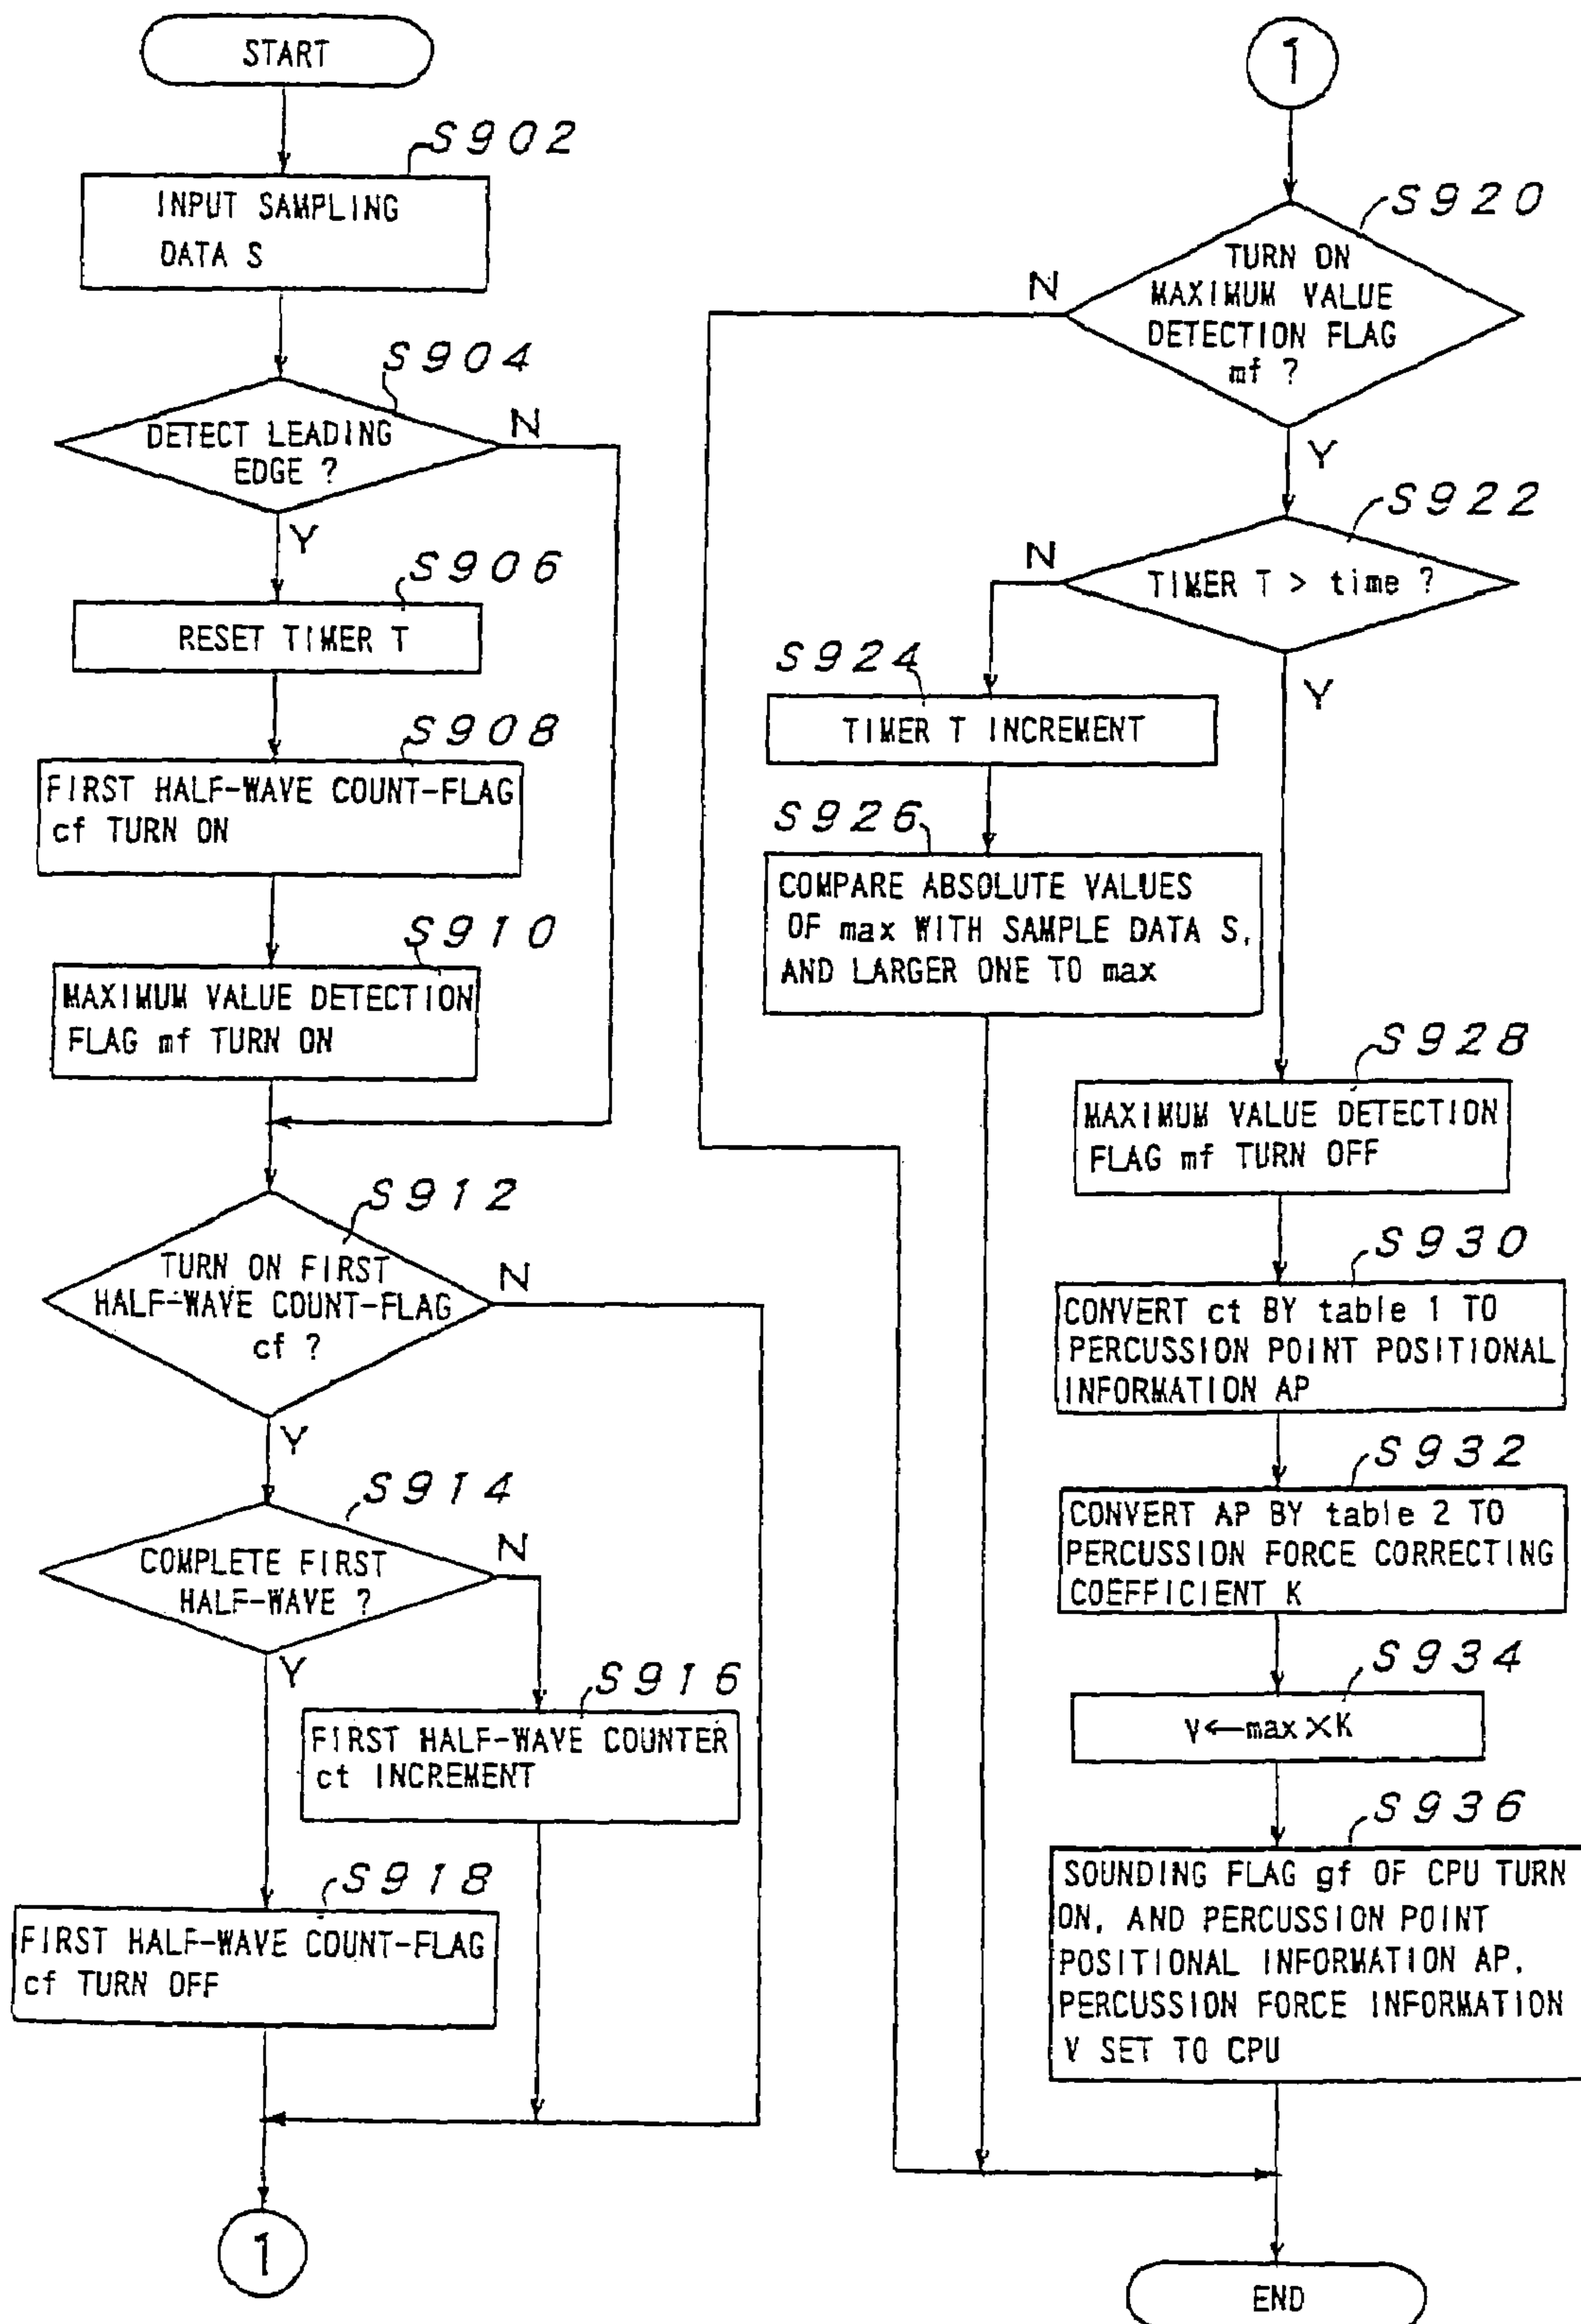 START
S902
INPUT SAMPLING
DATA S
S904
DETECT LEADING
EDGE ?
N
Y
S906
RESET TIMER T
S908
FIRST HALF-WAVE COUNT-FLAG
cf TURN ON
S910
MAXIMUM VALUE DETECTION
FLAG mf TURN ON
S912
TURN ON FIRST
HALF-WAVE COUNT-FLAG
cf ?
N
Y
S914
COMPLETE FIRST
HALF-WAVE ?
N
Y
S916
FIRST HALF-WAVE COUNTER
ct INCREMENT
S918
FIRST HALF-WAVE COUNT-FLAG
cf TURN OFF
1
1
S920
TURN ON
MAXIMUM VALUE
DETECTION FLAG
mf ?
N
Y
S922
TIMER T > time ?
N
Y
S924
TIMER T INCREMENT
S926
COMPARE ABSOLUTE VALUES
OF max WITH SAMPLE DATA S,
AND LARGER ONE TO max
S928
MAXIMUM VALUE DETECTION
FLAG mf TURN OFF
S930
CONVERT ct BY table 1 TO
PERCUSSION POINT POSITIONAL
INFORMATION AP
S932
CONVERT AP BY table 2 TO
PERCUSSION FORCE CORRECTING
COEFFICIENT K
S934
V←max×K
S936
SOUNDING FLAG gf OF CPU TURN
ON, AND PERCUSSION POINT
POSITIONAL INFORMATION AP,
PERCUSSION FORCE INFORMATION
V SET TO CPU
END